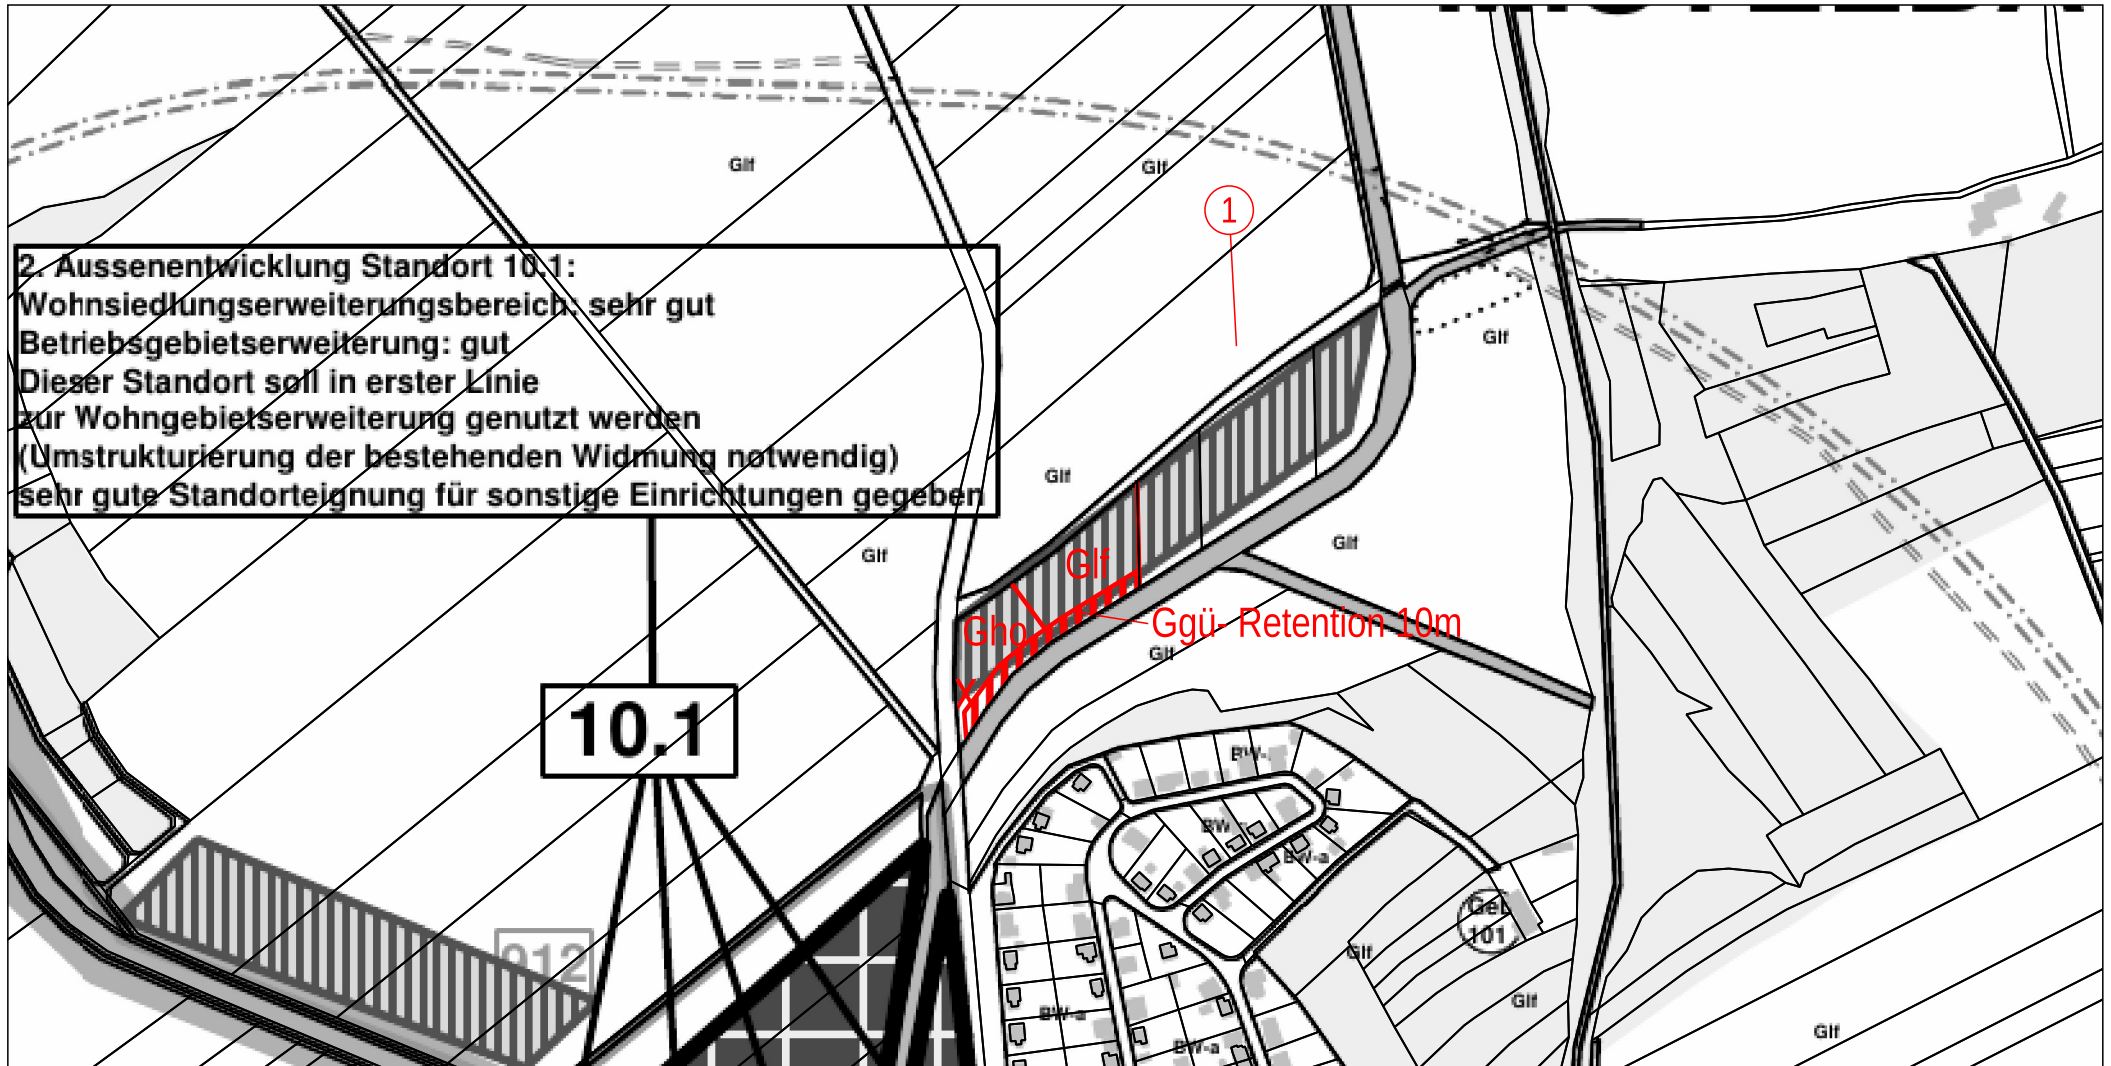 Glf
Glf
1
2. Aussenentwicklung Standort 10.1:
Wohnsiedlungserweiterungsbereich: sehr gut
Betriebsgebietserweiterung: gut
Dieser Standort soll in erster Linie
zur Wohngebietserweiterung genutzt werden
(Umstrukturierung der bestehenden Widmung notwendig)
sehr gute Standorteignung für sonstige Einrichtungen gegeben
Glf
Glf
Glf
Glf
Glf
Gho
Ggü- Retention 10m
Glf
10.1
BW-a
GeL
101
Glf
912
Glf
BW-a
Glf
BW-a